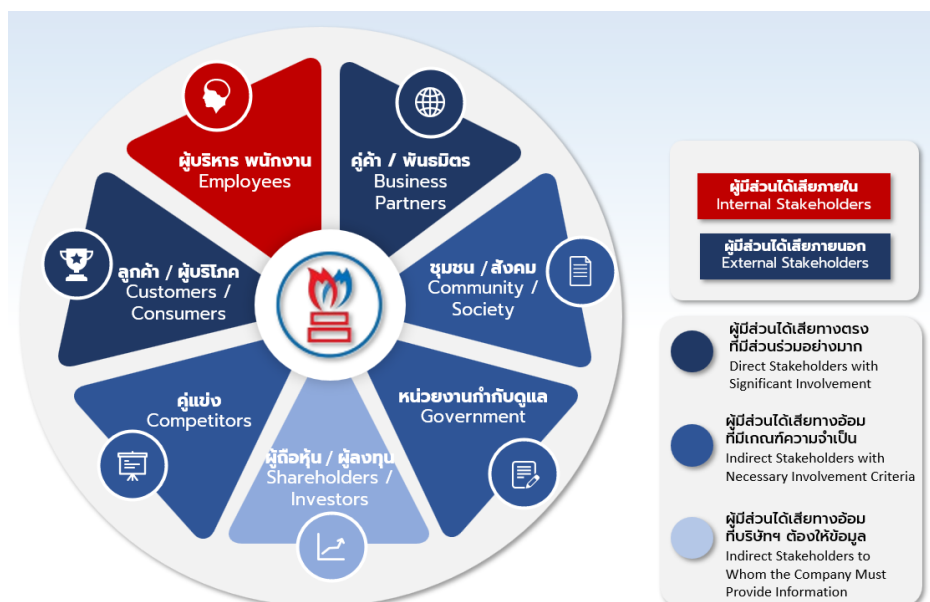 ผู้บริหาร พนักงาน
Employees
คู่ค้า / พันธมิตร
Business
Partners
ลูกค้า / ผู้บริโภค
Customers /
Consumers
ชุมชน / สังคม
Community /
Society
คู่แข่ง
Competitors
หน่วยงานกำกับดูแล
Government
ผู้ถือหุ้น / ผู้ลงทุน
Shareholders /
Investors
ผู้มีส่วนได้เสียภายใน
Internal Stakeholders
ผู้มีส่วนได้เสียภายนอก
External Stakeholders
ผู้มีส่วนได้เสียทางตรง
ที่มีส่วนร่วมอย่างมาก
Direct Stakeholders with
Significant Involvement
ผู้มีส่วนได้เสียทางอ้อม
ที่มีเกณฑ์ความจำเป็น
Indirect Stakeholders with
Necessary Involvement Criteria
ผู้มีส่วนได้เสียทางอ้อม
ที่บริษัทฯ ต้องให้ข้อมูล
Indirect Stakeholders to
Whom the Company Must
Provide Information